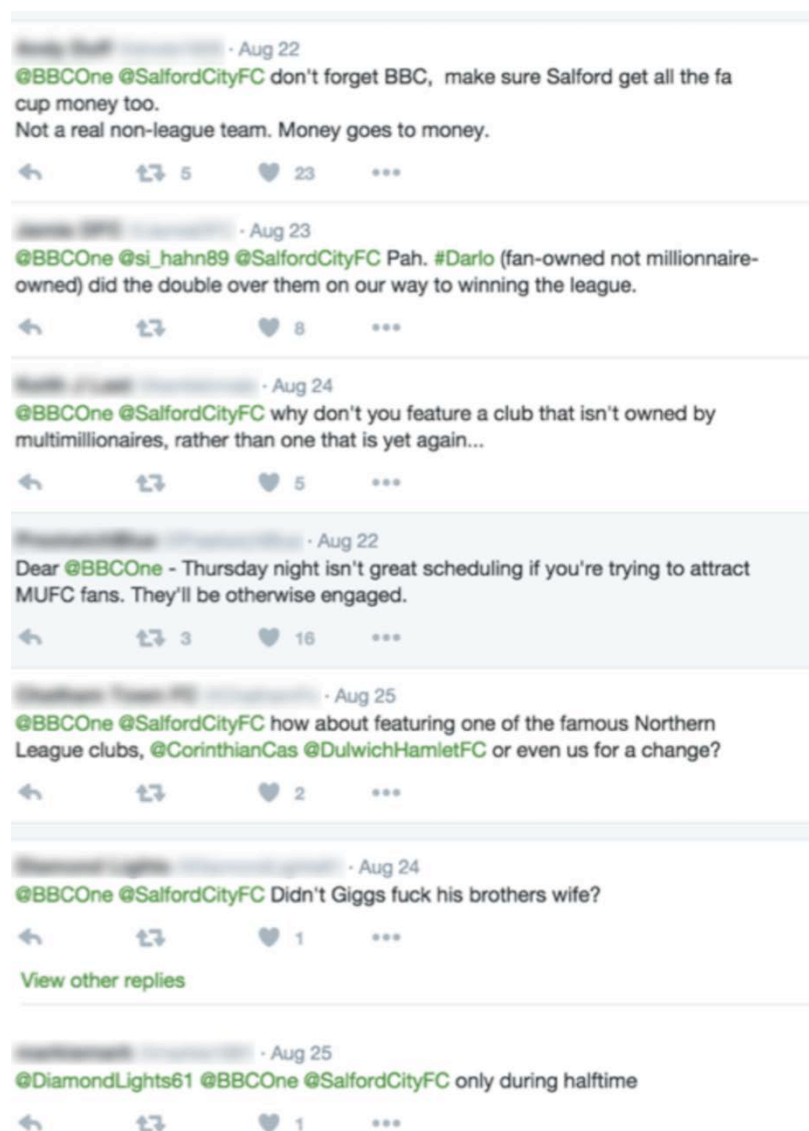 · Aug 22
@BBCOne @SalfordCityFC don't forget BBC, make sure Salford get all the fa
cup money too.
Not a real non-league team. Money goes to money.
5 23
· Aug 23
@BBCOne @si_hahn89 @SalfordCityFC Pah. #Darlo (fan-owned not millionnaire-
owned) did the double over them on our way to winning the league.
8
· Aug 24
@BBCOne @SalfordCityFC why don't you feature a club that isn't owned by
multimillionaires, rather than one that is yet again...
5
· Aug 22
Dear @BBCOne - Thursday night isn't great scheduling if you're trying to attract
MUFC fans. They'll be otherwise engaged.
3 16
· Aug 25
@BBCOne @SalfordCityFC how about featuring one of the famous Northern
League clubs, @CorinthianCas @DulwichHamletFC or even us for a change?
2
· Aug 24
@BBCOne @SalfordCityFC Didn't Giggs fuck his brothers wife?
1
View other replies
· Aug 25
@DiamondLights61 @BBCOne @SalfordCityFC only during halftime
1